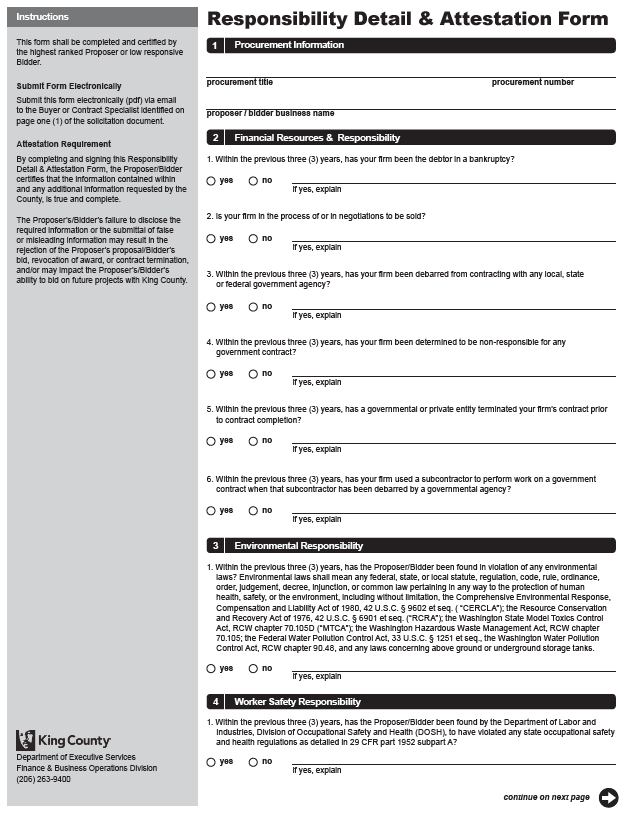 Instructions
This form shall be completed and certified by
the highest ranked Proposer or low responsive
Bidder.
Submit Form Electronically
Submit this form electronically (pdf) via email
to the Buyer or Contract Specialist identified on
page one (1) of the solicitation document.
Attestation Requirement
By completing and signing this Responsibility
Detail & Attestation Form, the Proposer/Bidder
certifies that the information contained within
and any additional information requested by the
County, is true and complete.
The Proposer's/Bidder's failure to disclose the
required information or the submittal of false
or misleading information may result in the
rejection of the Proposer's proposal/Bidder's
bid, revocation of award, or contract termination,
and/or may impact the Proposer's/Bidder's
ability to bid on future projects with King County.
King County
Department of Executive Services
Finance & Business Operations Division
(206) 263-9400
Responsibility Detail & Attestation Form
1 Procurement Information
procurement title procurement number
proposer / bidder business name
2 Financial Resources & Responsibility
1. Within the previous three (3) years, has your firm been the debtor in a bankruptcy?
yes no
if yes, explain
2. Is your firm in the process of or in negotiations to be sold?
yes no
if yes, explain
3. Within the previous three (3) years, has your firm been debarred from contracting with any local, state
or federal government agency?
yes no
if yes, explain
4. Within the previous three (3) years, has your firm been determined to be non-responsible for any
government contract?
yes no
if yes, explain
5. Within the previous three (3) years, has a governmental or private entity terminated your firm's contract prior
to contract completion?
yes no
if yes, explain
6. Within the previous three (3) years, has your firm used a subcontractor to perform work on a government
contract when that subcontractor has been debarred by a governmental agency?
yes no
if yes, explain
3 Environmental Responsibility
1. Within the previous three (3) years, has the Proposer/Bidder been found in violation of any environmental
laws? Environmental laws shall mean any federal, state, or local statute, regulation, code, rule, ordinance,
order, judgement, decree, injunction, or common law pertaining in any way to the protection of human
health, safety, or the environment, including without limitation, the Comprehensive Environmental Response,
Compensation and Liability Act of 1980, 42 U.S.C. § 9602 et seq. ( "CERCLA"); the Resource Conservation
and Recovery Act of 1976, 42 U.S.C. § 6901 et seq. ("RCRA"); the Washington State Model Toxics Control
Act, RCW chapter 70.105D ("MTCA"); the Washington Hazardous Waste Management Act, RCW chapter
70.105; the Federal Water Pollution Control Act, 33 U.S.C. § 1251 et seq., the Washington Water Pollution
Control Act, RCW chapter 90.48, and any laws concerning above ground or underground storage tanks.
yes no
if yes, explain
4 Worker Safety Responsibility
1. Within the previous three (3) years, has the Proposer/Bidder been found by the Department of Labor and
Industries, Division of Occupational Safety and Health (DOSH), to have violated any state occupational safety
and health regulations as detailed in 29 CFR part 1952 subpart A?
yes no
if yes, explain
continue on next page